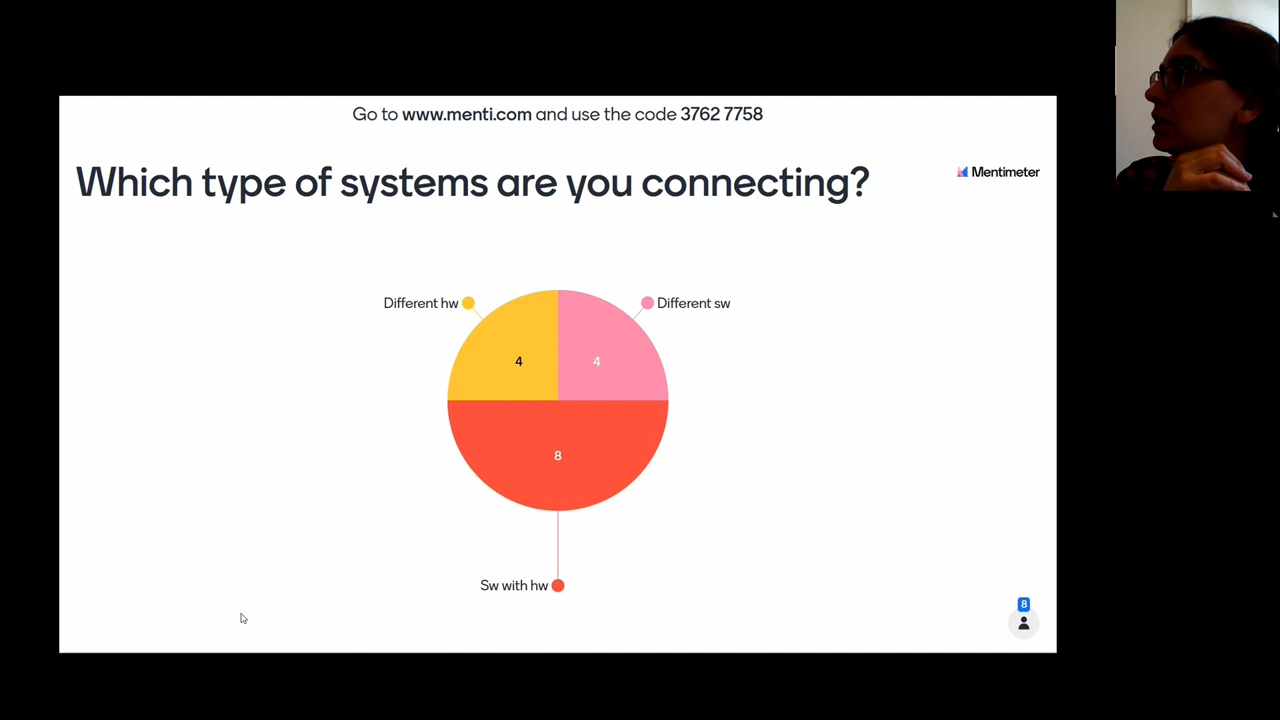 Go to www.menti.com and use the code 3762 7758
Which type of systems are you connecting?
Mentimeter
Different hw
Different sw
4
4
8
Sw with hw
8